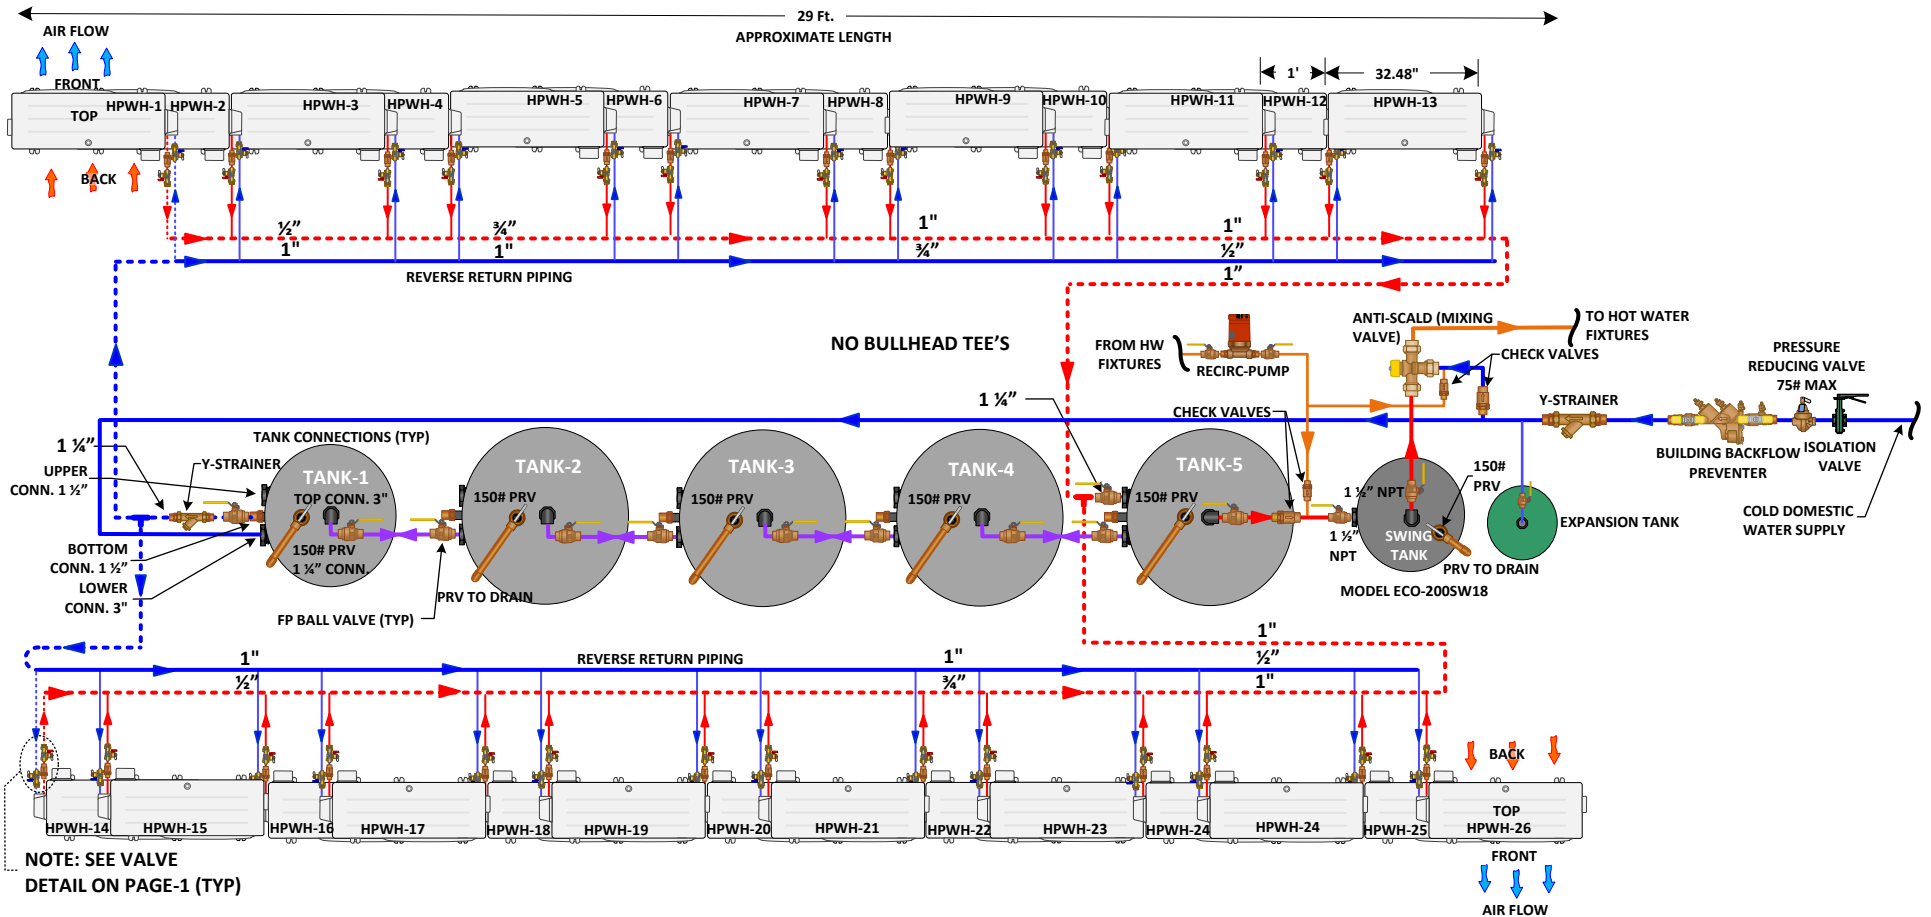 29 Ft.
APPROXIMATE LENGTH
AIR FLOW
FRONT
TOP
HPWH-1
HPWH-2
HPWH-3
HPWH-4
HPWH-5
HPWH-6
HPWH-7
HPWH-8
HPWH-9
HPWH-10
HPWH-11
HPWH-12
HPWH-13
1'
32.48"
BACK
½”
¾”
1"
1"
1"
1"
¾”
½”
REVERSE RETURN PIPING
1”
NO BULLHEAD TEE'S
FROM HW
FIXTURES
RECIRC-PUMP
ANTI-SCALD (MIXING
VALVE)
TO HOT WATER
FIXTURES
CHECK VALVES
PRESSURE
REDUCING VALVE
75# MAX
Y-STRAINER
BUILDING BACKFLOW
PREVENTER
ISOLATION
VALVE
COLD DOMESTIC
WATER SUPPLY
1 ¼”
CHECK VALVES
1 ¼”
TANK CONNECTIONS (TYP)
UPPER
CONN. 1 ½”
Y-STRAINER
TANK-1
TOP CONN. 3"
150# PRV
1 ¼” CONN.
TANK-2
150# PRV
TANK-3
150# PRV
TANK-4
150# PRV
TANK-5
150# PRV
1 ½” NPT
1 ½”
NPT
150#
PRV
SWING
TANK
PRV TO DRAIN
EXPANSION TANK
MODEL ECO-200SW18
BOTTOM
CONN. 1 ½”
LOWER
CONN. 3"
PRV TO DRAIN
FP BALL VALVE (TYP)
1"
½”
REVERSE RETURN PIPING
1"
¾”
1"
½”
1"
HPWH-14
HPWH-15
HPWH-16
HPWH-17
HPWH-18
HPWH-19
HPWH-20
HPWH-21
HPWH-22
HPWH-23
HPWH-24
HPWH-24
HPWH-25
BACK
TOP
HPWH-26
FRONT
AIR FLOW
NOTE: SEE VALVE
DETAIL ON PAGE-1 (TYP)